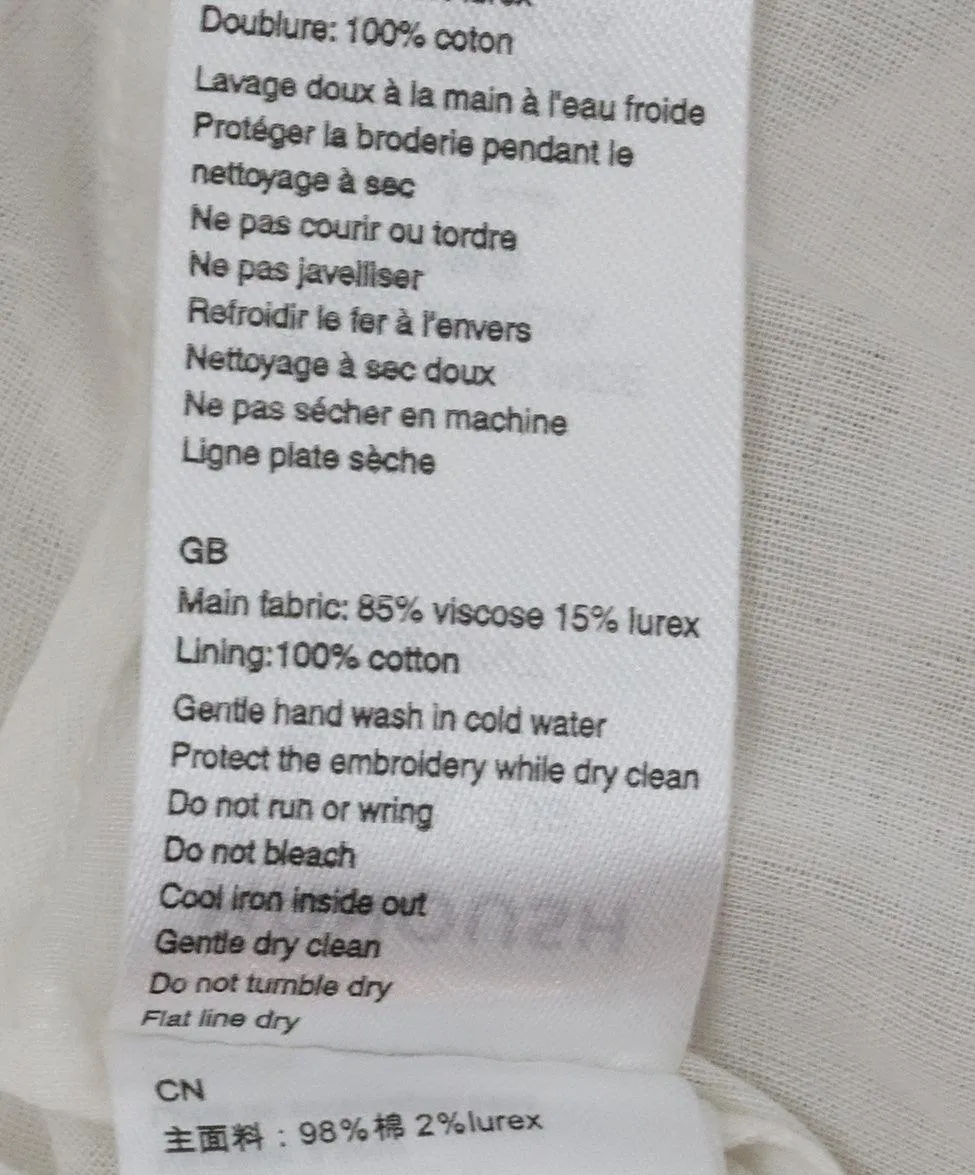 Doublure: 100% coton
Lavage doux à la main à l'eau froide
Protéger la broderie pendant le
nettoyage à sec
Ne pas courir ou tordre
Ne pas javelliser
Refroidir le fer à l'envers
Nettoyage à sec doux
Ne pas sécher en machine
Ligne plate sèche
GB
Main fabric: 85% viscose 15% lurex
Lining:100% cotton
Gentle hand wash in cold water
Protect the embroidery while dry clean
Do not run or wring
Do not bleach
Cool iron inside out
Gentle dry clean
Do not tumble dry
Flat line dry
CN
主面料：98%棉 2%lurex